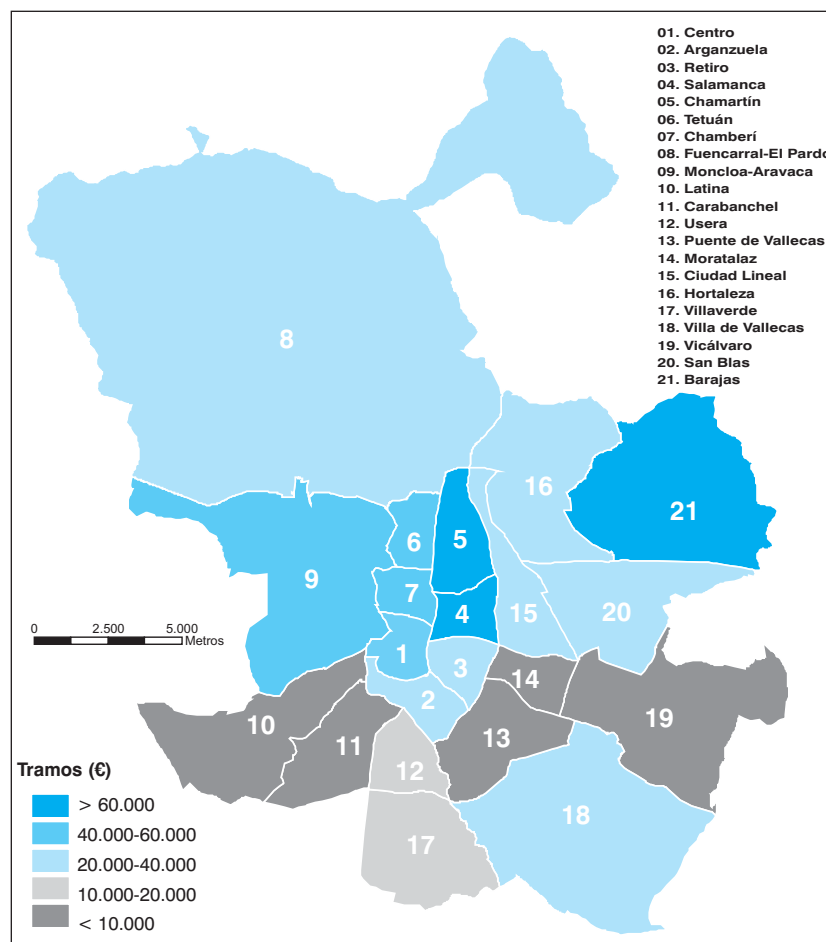 01. Centro
02. Arganzuela
03. Retiro
04. Salamanca
05. Chamartín
06. Tetuán
07. Chamberí
08. Fuencarral-El Pardo
09. Moncloa-Aravaca
10. Latina
11. Carabanchel
12. Usera
13. Puente de Vallecas
14. Moratalaz
15. Ciudad Lineal
16. Hortaleza
17. Villaverde
18. Villa de Vallecas
19. Vicálvaro
20. San Blas
21. Barajas
8
16
21
5
6
9
7
4
15
20
0 2.500 5.000
Metros
1
3
14
2
19
10
11
13
12
18
17
Tramos (€)
> 60.000
40.000-60.000
20.000-40.000
10.000-20.000
< 10.000